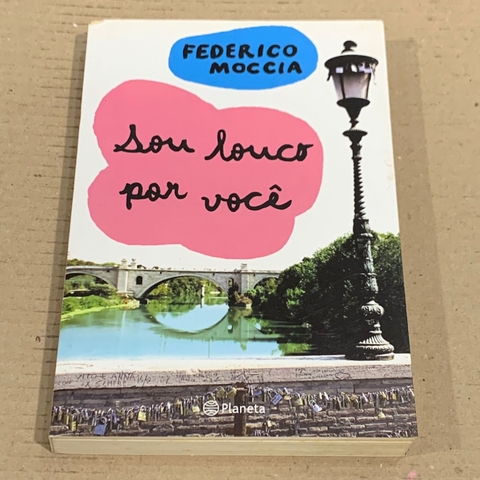 FEDERICO
MOCCIA
Sou louco
por você
Planeta